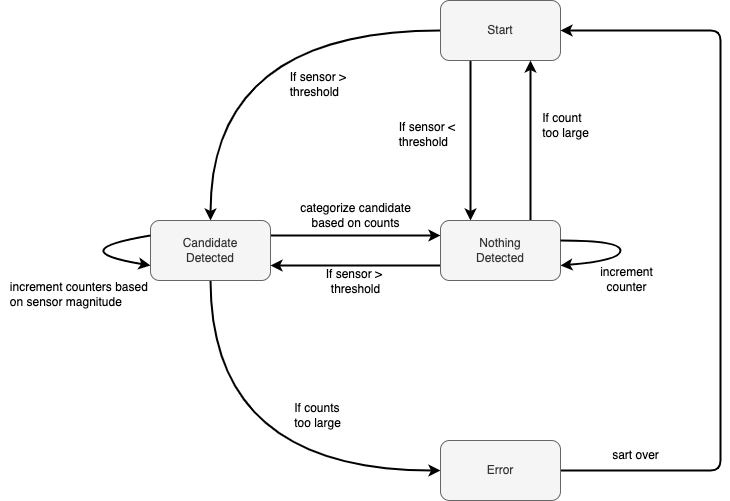 Start
If sensor >
threshold
If sensor <
threshold
If count
too large
categorize candidate
based on counts
Candidate
Detected
Nothing
Detected
If sensor >
threshold
increment
counter
increment counters based
on sensor magnitude
If counts
too large
sart over
Error